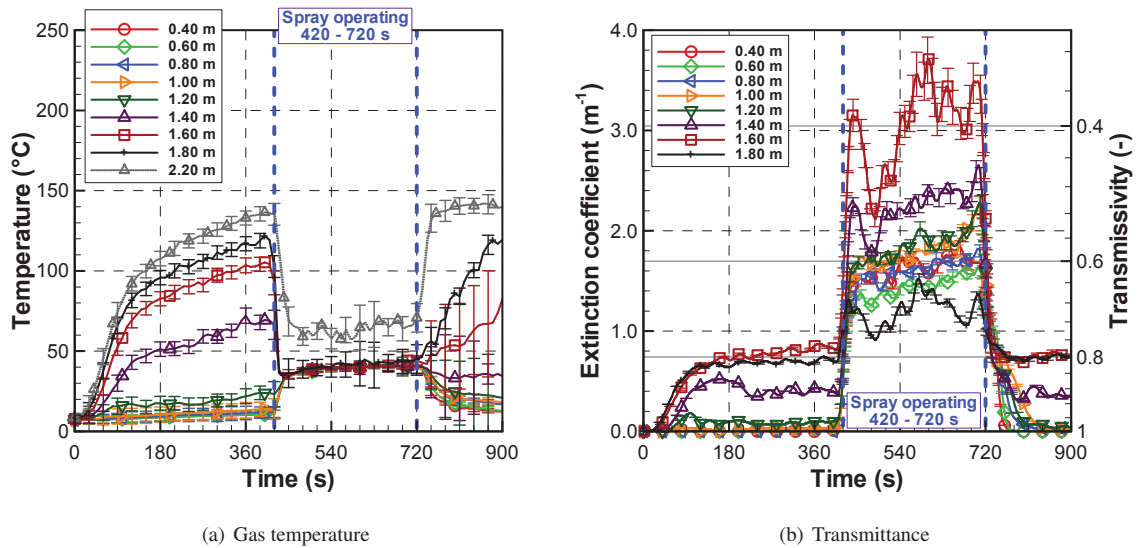 Spray operating
420 - 720 s
250
200
150
100
50
0
Temperature (°C)
0.40 m
0.60 m
0.80 m
1.00 m
1.20 m
1.40 m
1.60 m
1.80 m
2.20 m
0 180 360 540 720 900
Time (s)
(a) Gas temperature
4.0
3.0
2.0
1.0
0.0
Extinction coefficient (m⁻¹)
0.40 m
0.60 m
0.80 m
1.00 m
1.20 m
1.40 m
1.60 m
1.80 m
Spray operating
420 - 720 s
0.4
0.6
0.8
1
Transmissivity (-)
0 180 360 540 720 900
Time (s)
(b) Transmittance